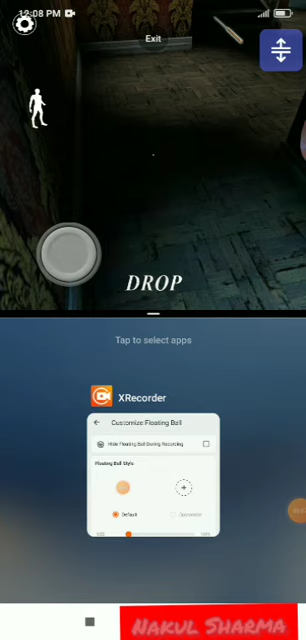 12:08 PM
Exit
DROP
Tap to select apps
XRecorder
Customize Floating Ball
Hide Floating Ball During Recording
Floating Ball Style
Default
NAKUL SHARMA